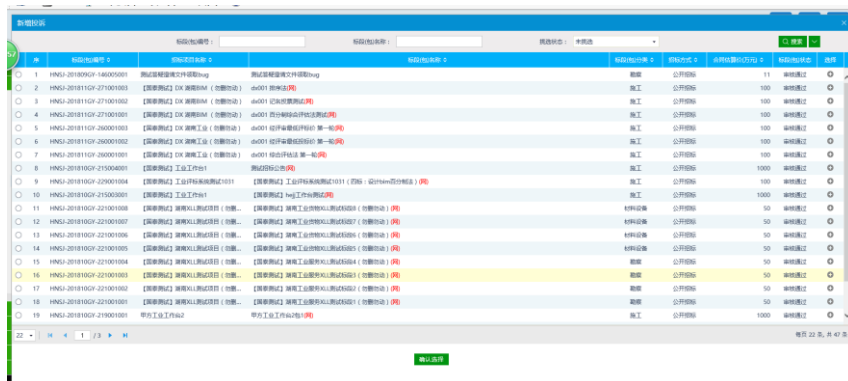 新增投诉
标段(包)编号： 标段(包)名称： 挑选状态： 未挑选 搜索
序 标段(包)编号 招标项目名称 标段(包)名称 标段(包)分类 招标方式 合同估算价(万元) 标段(包)状态 选择
1 HNSJ-201809GY-146005001 测试答疑澄清文件领取bug 测试答疑澄清文件领取bug 勘察 公开招标 11 审核通过
2 HNSJ-201811GY-271001003 【国泰测试】DX 湖南BIM（勿删勿动） dx001 抽签法(网) 施工 公开招标 100 审核通过
3 HNSJ-201811GY-271001002 【国泰测试】DX 湖南BIM（勿删勿动） dx001 记名投票测试(网) 施工 公开招标 100 审核通过
4 HNSJ-201811GY-271001001 【国泰测试】DX 湖南BIM（勿删勿动） dx001 百分制综合评估法测试(网) 施工 公开招标 100 审核通过
5 HNSJ-201811GY-260001003 【国泰测试】DX 湖南工业（勿删勿动） dx001 经评审最低评标价 第一轮(网) 施工 公开招标 100 审核通过
6 HNSJ-201811GY-260001002 【国泰测试】DX 湖南工业（勿删勿动） dx001 经评审最低投标价 第一轮(网) 施工 公开招标 100 审核通过
7 HNSJ-201811GY-260001001 【国泰测试】DX 湖南工业（勿删勿动） dx001 综合评估法 第一轮(网) 施工 公开招标 100 审核通过
8 HNSJ-201810GY-215004001 【国泰测试】工业工作台1 测试招标公告(网) 施工 公开招标 1000 审核通过
9 HNSJ-201810GY-229001004 【国泰测试】工业评标系统测试1031 【国泰测试】工业评标系统测试1031（四标：设计bim百分制法）(网) 施工 公开招标 100 审核通过
10 HNSJ-201810GY-215003001 【国泰测试】工业工作台1 【国泰测试】hejj工作台测试(网) 施工 公开招标 100 审核通过
11 HNSJ-201810GY-221001008 【国泰测试】湖南XLL测试项目（勿删... 【国泰测试】湖南工业货物XLL测试标段8（勿删勿动）(网) 材料设备 公开招标 50 审核通过
12 HNSJ-201810GY-221001007 【国泰测试】湖南XLL测试项目（勿删... 【国泰测试】湖南工业货物XLL测试标段7（勿删勿动）(网) 材料设备 公开招标 50 审核通过
13 HNSJ-201810GY-221001006 【国泰测试】湖南XLL测试项目（勿删... 【国泰测试】湖南工业货物XLL测试标段6（勿删勿动）(网) 材料设备 公开招标 50 审核通过
14 HNSJ-201810GY-221001005 【国泰测试】湖南XLL测试项目（勿删... 【国泰测试】湖南工业货物XLL测试标段5（勿删勿动）(网) 材料设备 公开招标 50 审核通过
15 HNSJ-201810GY-221001004 【国泰测试】湖南XLL测试项目（勿删... 【国泰测试】湖南工业服务XLL测试标段4（勿删勿动）(网) 勘察 公开招标 50 审核通过
16 HNSJ-201810GY-221001003 【国泰测试】湖南XLL测试项目（勿删... 【国泰测试】湖南工业服务XLL测试标段3（勿删勿动）(网) 勘察 公开招标 50 审核通过
17 HNSJ-201810GY-221001002 【国泰测试】湖南XLL测试项目（勿删... 【国泰测试】湖南工业服务XLL测试标段2（勿删勿动）(网) 勘察 公开招标 50 审核通过
18 HNSJ-201810GY-221001001 【国泰测试】湖南XLL测试项目（勿删... 【国泰测试】湖南工业服务XLL测试标段1（勿删勿动）(网) 勘察 公开招标 50 审核通过
19 HNSJ-201810GY-219001001 甲方工业工作台2 甲方工业工作台2包1(网) 施工 公开招标 1000 审核通过
22 1 /3 每页 22 条, 共 47 条
确认选择